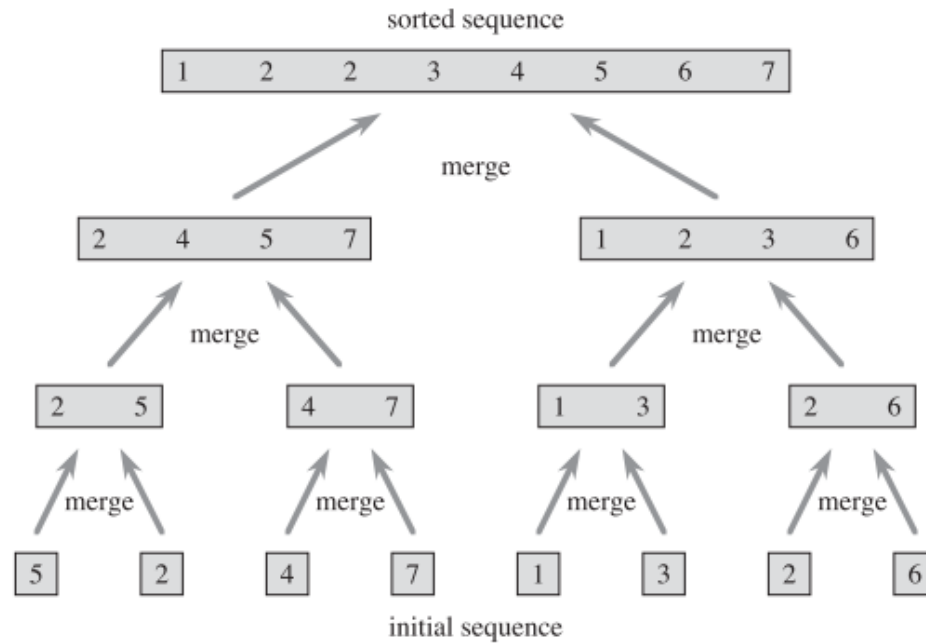 sorted sequence
1 2 2 3 4 5 6 7
merge
2 4 5 7
1 2 3 6
merge
merge
2 5
4 7
1 3
2 6
merge
merge
merge
merge
5
2
4
7
1
3
2
6
initial sequence